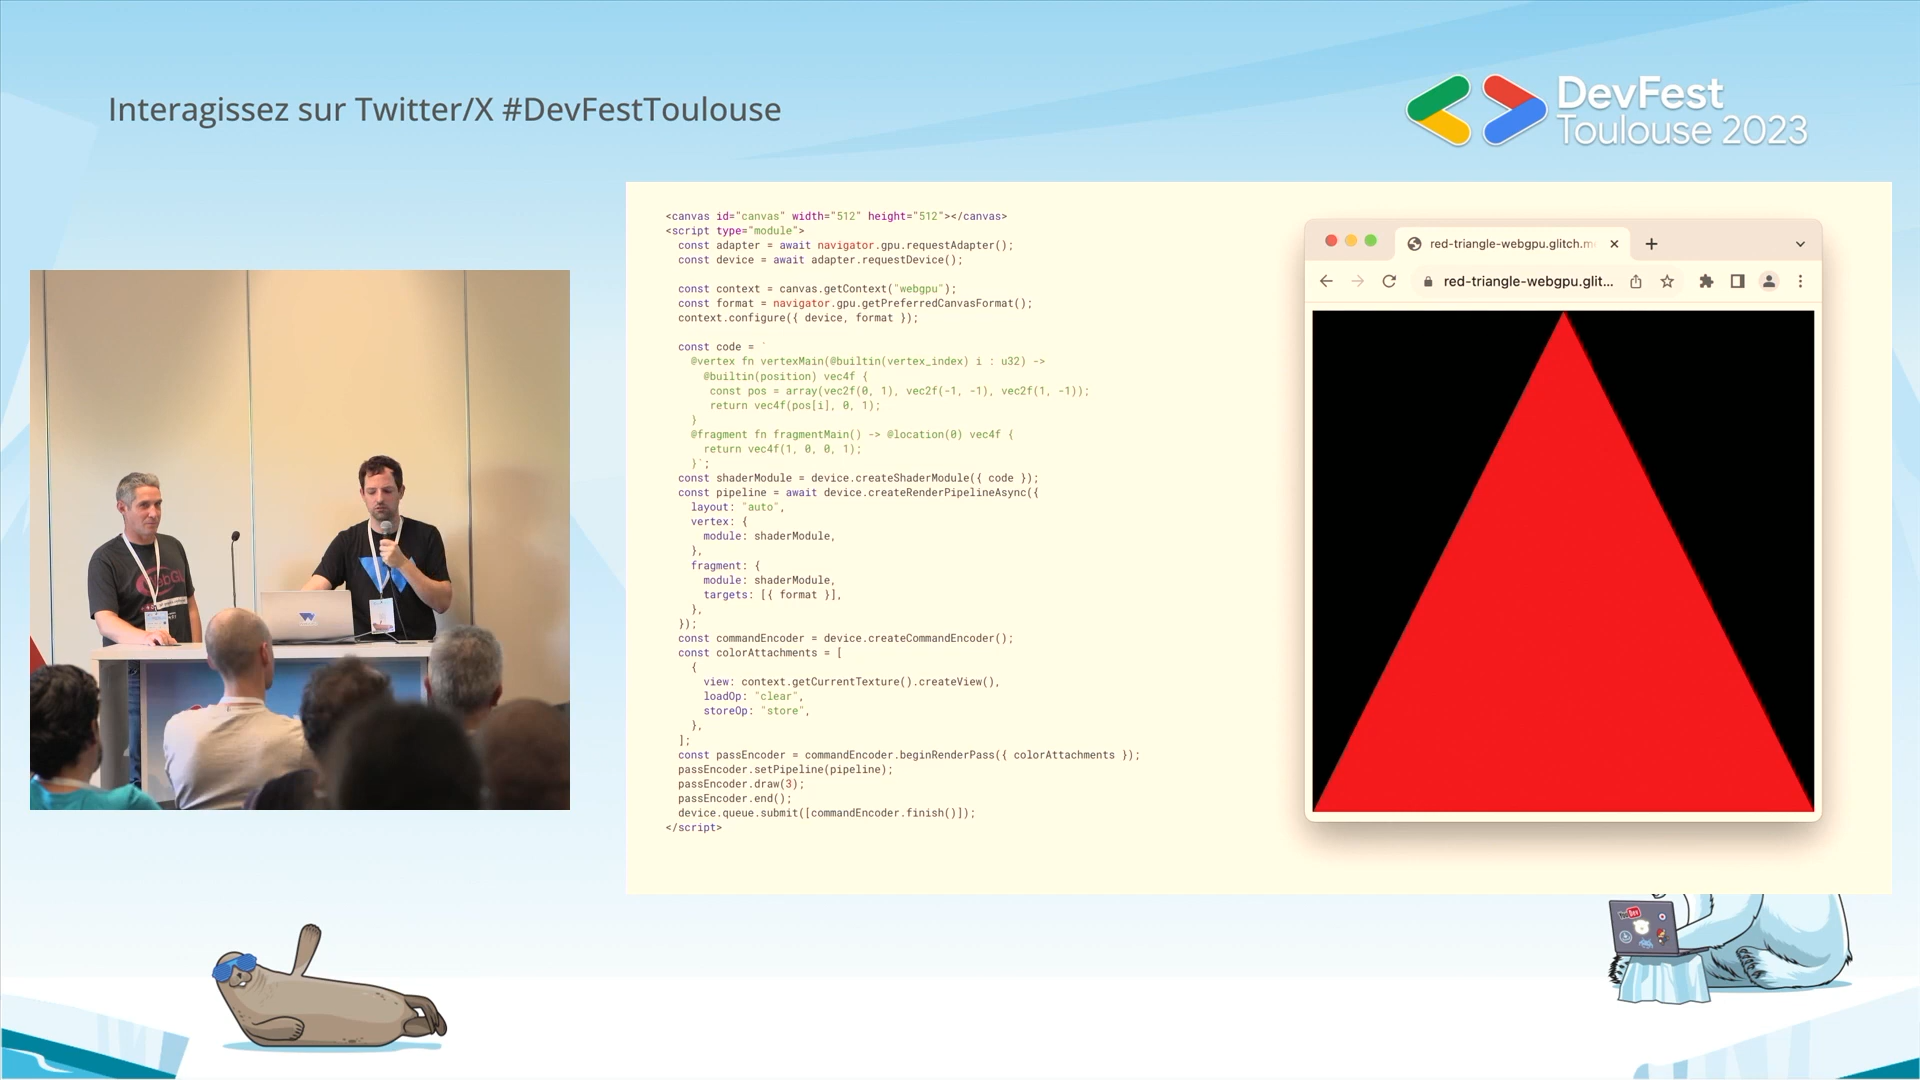 Interagissez sur Twitter/X #DevFestToulouse
DevFest
Toulouse 2023
<canvas id="canvas" width="512" height="512"></canvas>
<script type="module">
const adapter = await navigator.gpu.requestAdapter();
const device = await adapter.requestDevice();
const context = canvas.getContext("webgpu");
const format = navigator.gpu.getPreferredCanvasFormat();
context.configure({ device, format });
const code = `
@vertex fn vertexMain(@builtin(vertex_index) i : u32) ->
@builtin(position) vec4f {
const pos = array(vec2f(0, 1), vec2f(-1, -1), vec2f(1, -1));
return vec4f(pos[i], 0, 1);
}
@fragment fn fragmentMain() -> @location(0) vec4f {
return vec4f(1, 0, 0, 1);
}`;
const shaderModule = device.createShaderModule({ code });
const pipeline = await device.createRenderPipelineAsync({
layout: "auto",
vertex: {
module: shaderModule,
},
fragment: {
module: shaderModule,
targets: [{ format }],
},
});
const commandEncoder = device.createCommandEncoder();
const colorAttachments = [
{
view: context.getCurrentTexture().createView(),
loadOp: "clear",
storeOp: "store",
},
];
const passEncoder = commandEncoder.beginRenderPass({ colorAttachments });
passEncoder.setPipeline(pipeline);
passEncoder.draw(3);
passEncoder.end();
device.queue.submit([commandEncoder.finish()]);
</script>
red-triangle-webgpu.glitch.m
red-triangle-webgpu.glit...